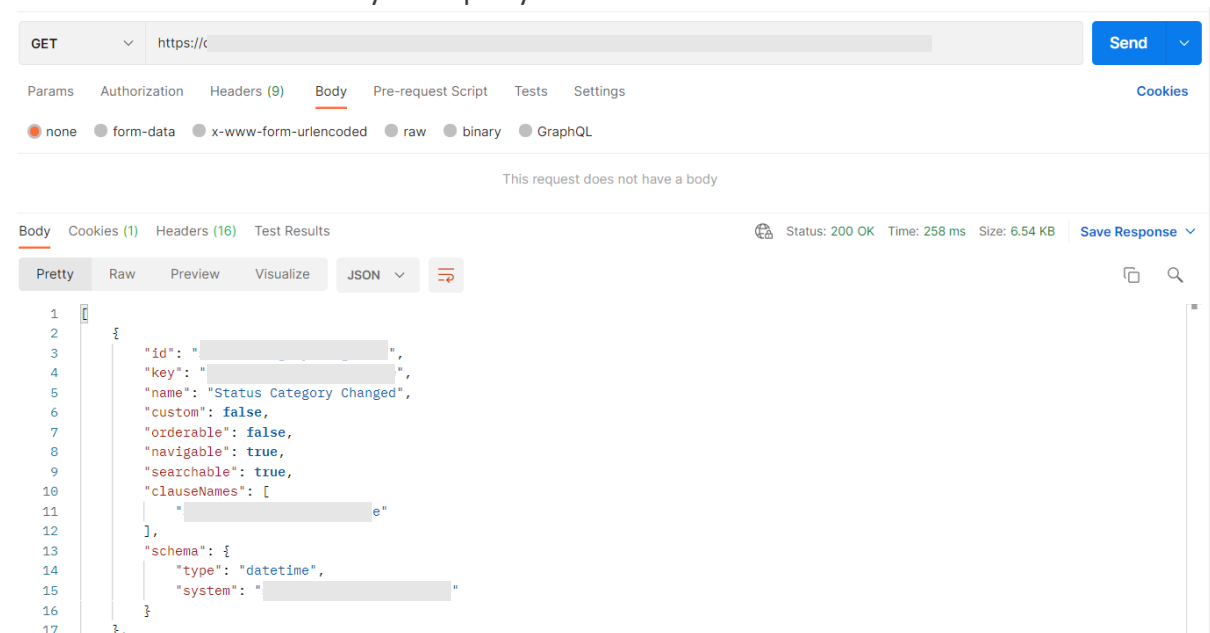 GET https://
Send
Params Authorization Headers (9) Body Pre-request Script Tests Settings Cookies
none form-data x-www-form-urlencoded raw binary GraphQL
This request does not have a body
Body Cookies (1) Headers (16) Test Results Status: 200 OK Time: 258 ms Size: 6.54 KB Save Response
Pretty Raw Preview Visualize JSON
1 [
2 {
3 "id": "",
4 "key": "",
5 "name": "Status Category Changed",
6 "custom": false,
7 "orderable": false,
8 "navigable": true,
9 "searchable": true,
10 "clauseNames": [
11 "e"
12 ],
13 "schema": {
14 "type": "datetime",
15 "system": ""
16 }
17 },